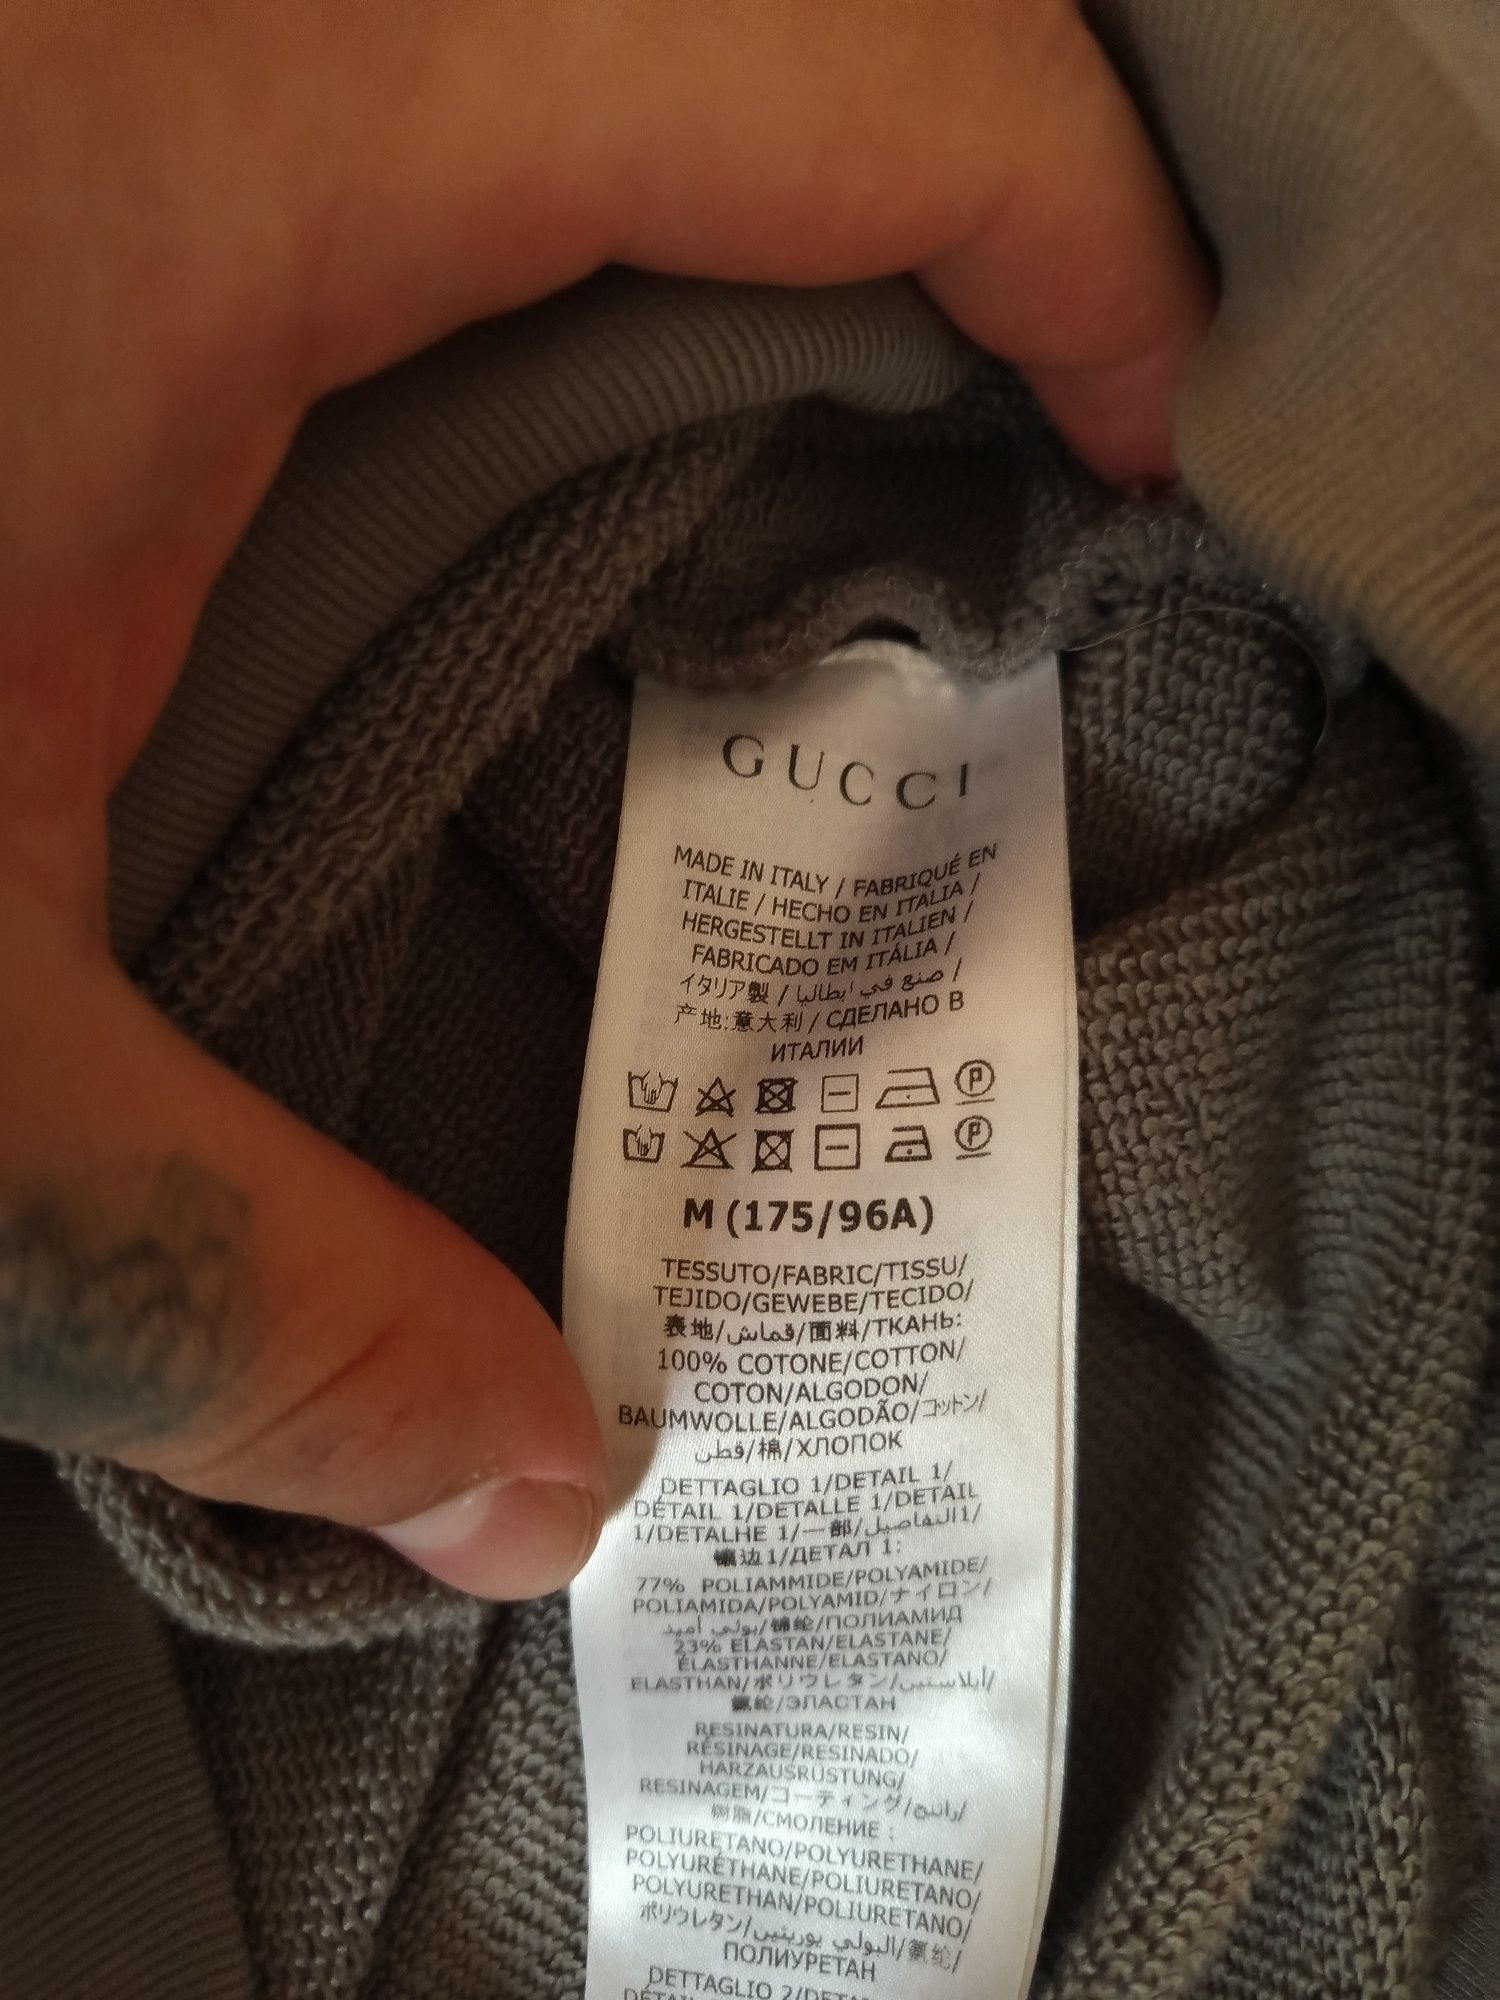 GUCCI
MADE IN ITALY / FABRIQUÉ EN
ITALIE / HECHO EN ITALIA /
HERGESTELLT IN ITALIEN /
FABRICADO EM ITÁLIA /
イタリア製 / صنع في ايطاليا /
产地:意大利 / СДЕЛАНО В
ИТАЛИИ
P
P
M (175/96A)
TESSUTO/FABRIC/TISSU/
TEJIDO/GEWEBE/TECIDO/
表地/قماش/面料/ТКАНЬ:
100% COTONE/COTTON/
COTON/ALGODON/
BAUMWOLLE/ALGODÃO/コットン/
قطن/棉/ХЛОПОК
DETTAGLIO 1/DETAIL 1/
DÉTAIL 1/DETALLE 1/DETAIL
1/DETALHE 1/一部/التفاصيل1/
镶边1/ДЕТАЛ 1:
77% POLIAMMIDE/POLYAMIDE/
POLIAMIDA/POLYAMID/ナイロン/
بولي أميد/锦纶/ПОЛИАМИД
23% ELASTAN/ELASTANE/
ÉLASTHANNE/ELASTANO/
ELASTHAN/ポリウレタン/أيلاستين/
氨纶/ЭЛАСТАН
RESINATURA/RESIN/
RÉSINAGE/RESINADO/
HARZAUSRÜSTUNG/
RESINAGEM/コーティング/راتنج/
树脂/СМОЛЕНИЕ :
POLIURETANO/POLYURETHANE/
POLYURÉTHANE/POLIURETANO/
POLYURETHAN/POLIURETANO/
ポリウレタン/البولي يوريثين/氨纶/
ПОЛИУРЕТАН
DETTAGLIO 2/DETAIL